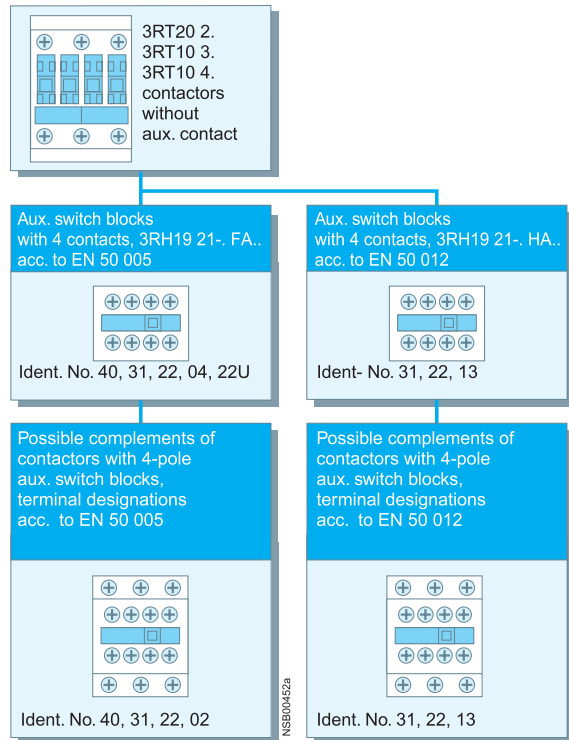 3RT20 2.
3RT10 3.
3RT10 4.
contactors
without
aux. contact
Aux. switch blocks
with 4 contacts, 3RH19 21-. FA..
acc. to EN 50 005
Ident. No. 40, 31, 22, 04, 22U
Aux. switch blocks
with 4 contacts, 3RH19 21-. HA..
acc. to EN 50 012
Ident- No. 31, 22, 13
Possible complements of
contactors with 4-pole
aux. switch blocks,
terminal designations
acc. to EN 50 005
Ident. No. 40, 31, 22, 02
Possible complements of
contactors with 4-pole
aux. switch blocks,
terminal designations
acc. to EN 50 012
Ident. No. 31, 22, 13
NSB00452a